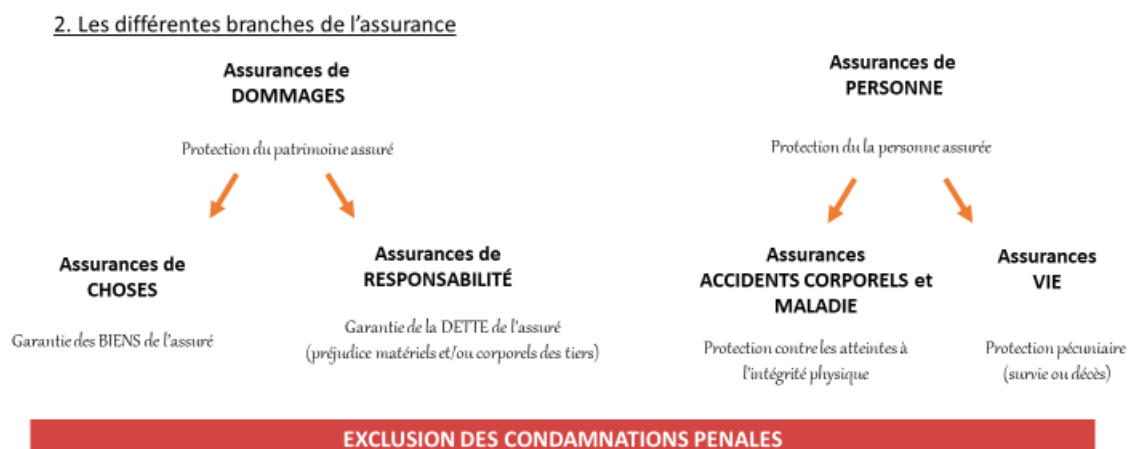 2. Les différentes branches de l'assurance
Assurances de
DOMMAGES
Protection du patrimoine assuré
Assurances de
PERSONNE
Protection du la personne assurée
Assurances de
CHOSES
Garantie des BIENS de l'assuré
Assurances de
RESPONSABILITÉ
Garantie de la DETTE de l'assuré
(préjudice matériels et/ou corporels des tiers)
Assurances
ACCIDENTS CORPORELS et
MALADIE
Protection contre les atteintes à
l'intégrité physique
Assurances
VIE
Protection pécuniaire
(survie ou décès)
EXCLUSION DES CONDAMNATIONS PENALES